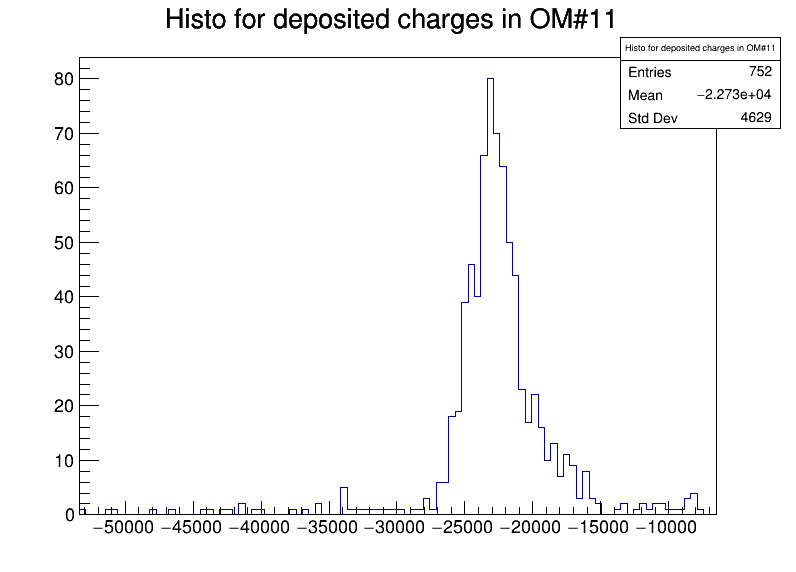 Histo for deposited charges in OM#11
Histo for deposited charges in OM#11
Entries 752
Mean −2.273e+04
Std Dev 4629
80
70
60
50
40
30
20
10
0
−50000 −45000 −40000 −35000 −30000 −25000 −20000 −15000 −10000